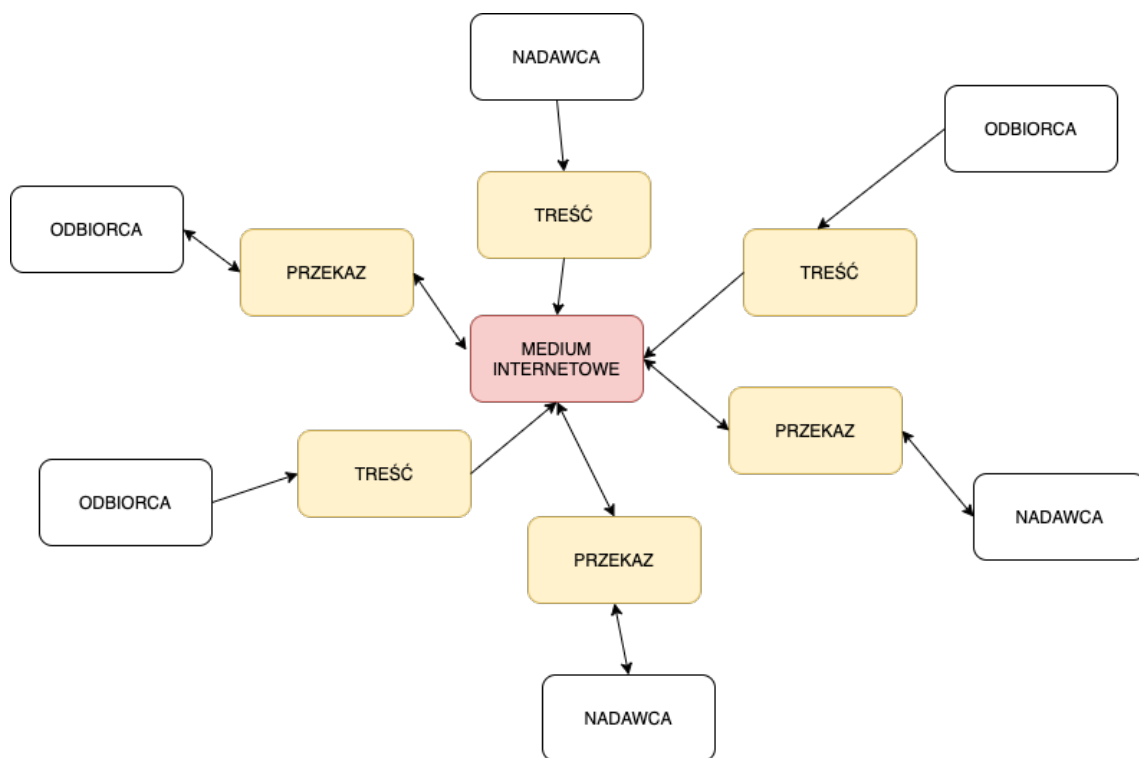 NADAWCA
ODBIORCA
TREŚĆ
ODBIORCA
PRZEKAZ
TREŚĆ
MEDIUM
INTERNETOWE
PRZEKAZ
TREŚĆ
ODBIORCA
NADAWCA
PRZEKAZ
NADAWCA